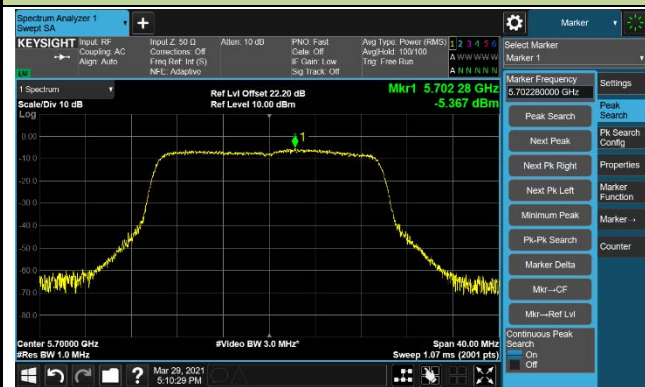 Spectrum Analyzer 1
Swept SA
+
Marker
KEYSIGHT
Input: RF
Coupling: AC
Align: Auto
Input Z: 50 Ω
Corrections: Off
Freq Ref: Int (S)
NFE: Adaptive
Atten: 10 dB
PNO: Fast
Gate: Off
IF Gain: Low
Sig Track: Off
Avg Type: Power (RMS)
Avg|Hold: 100/100
Trig: Free Run
1 2 3 4 5 6
A W W W W W
A N N N N N
Select Marker
Marker 1
1 Spectrum
Scale/Div 10 dB
Log
Ref Lvl Offset 22.20 dB
Ref Level 10.00 dBm
Mkr1 5.702 28 GHz
-5.367 dBm
Marker Frequency
5.702280000 GHz
Settings
Peak Search
Peak
Search
Next Peak
Pk Search
Config
Next Pk Right
Properties
Next Pk Left
Marker
Function
Minimum Peak
Marker→
Pk-Pk Search
Counter
Marker Delta
Mkr→CF
Mkr→Ref Lvl
Continuous Peak
Search
On
Off
1
0.00
-10.0
-20.0
-30.0
-40.0
-50.0
-60.0
-70.0
-80.0
Center 5.70000 GHz
#Res BW 1.0 MHz
#Video BW 3.0 MHz*
Span 40.00 MHz
Sweep 1.07 ms (2001 pts)
?
Mar 29, 2021
5:10:29 PM